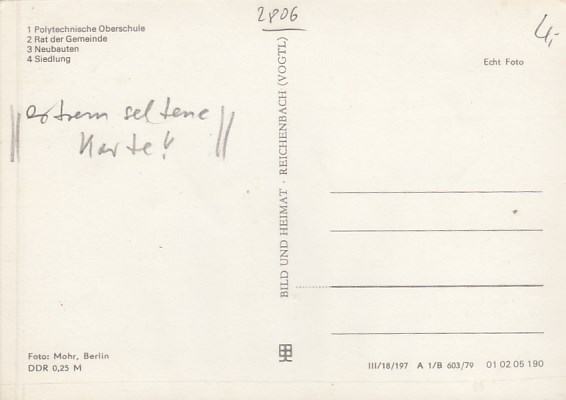 1 Polytechnische Oberschule
2 Rat der Gemeinde
3 Neubauten
4 Siedlung
extrem seltene
Karte!
Foto: Mohr, Berlin
DDR 0,25 M
2806
BILD UND HEIMAT · REICHENBACH (VOGTL)
4,-
Echt Foto
III/18/197 A 1/B 603/79 01 02 05 190